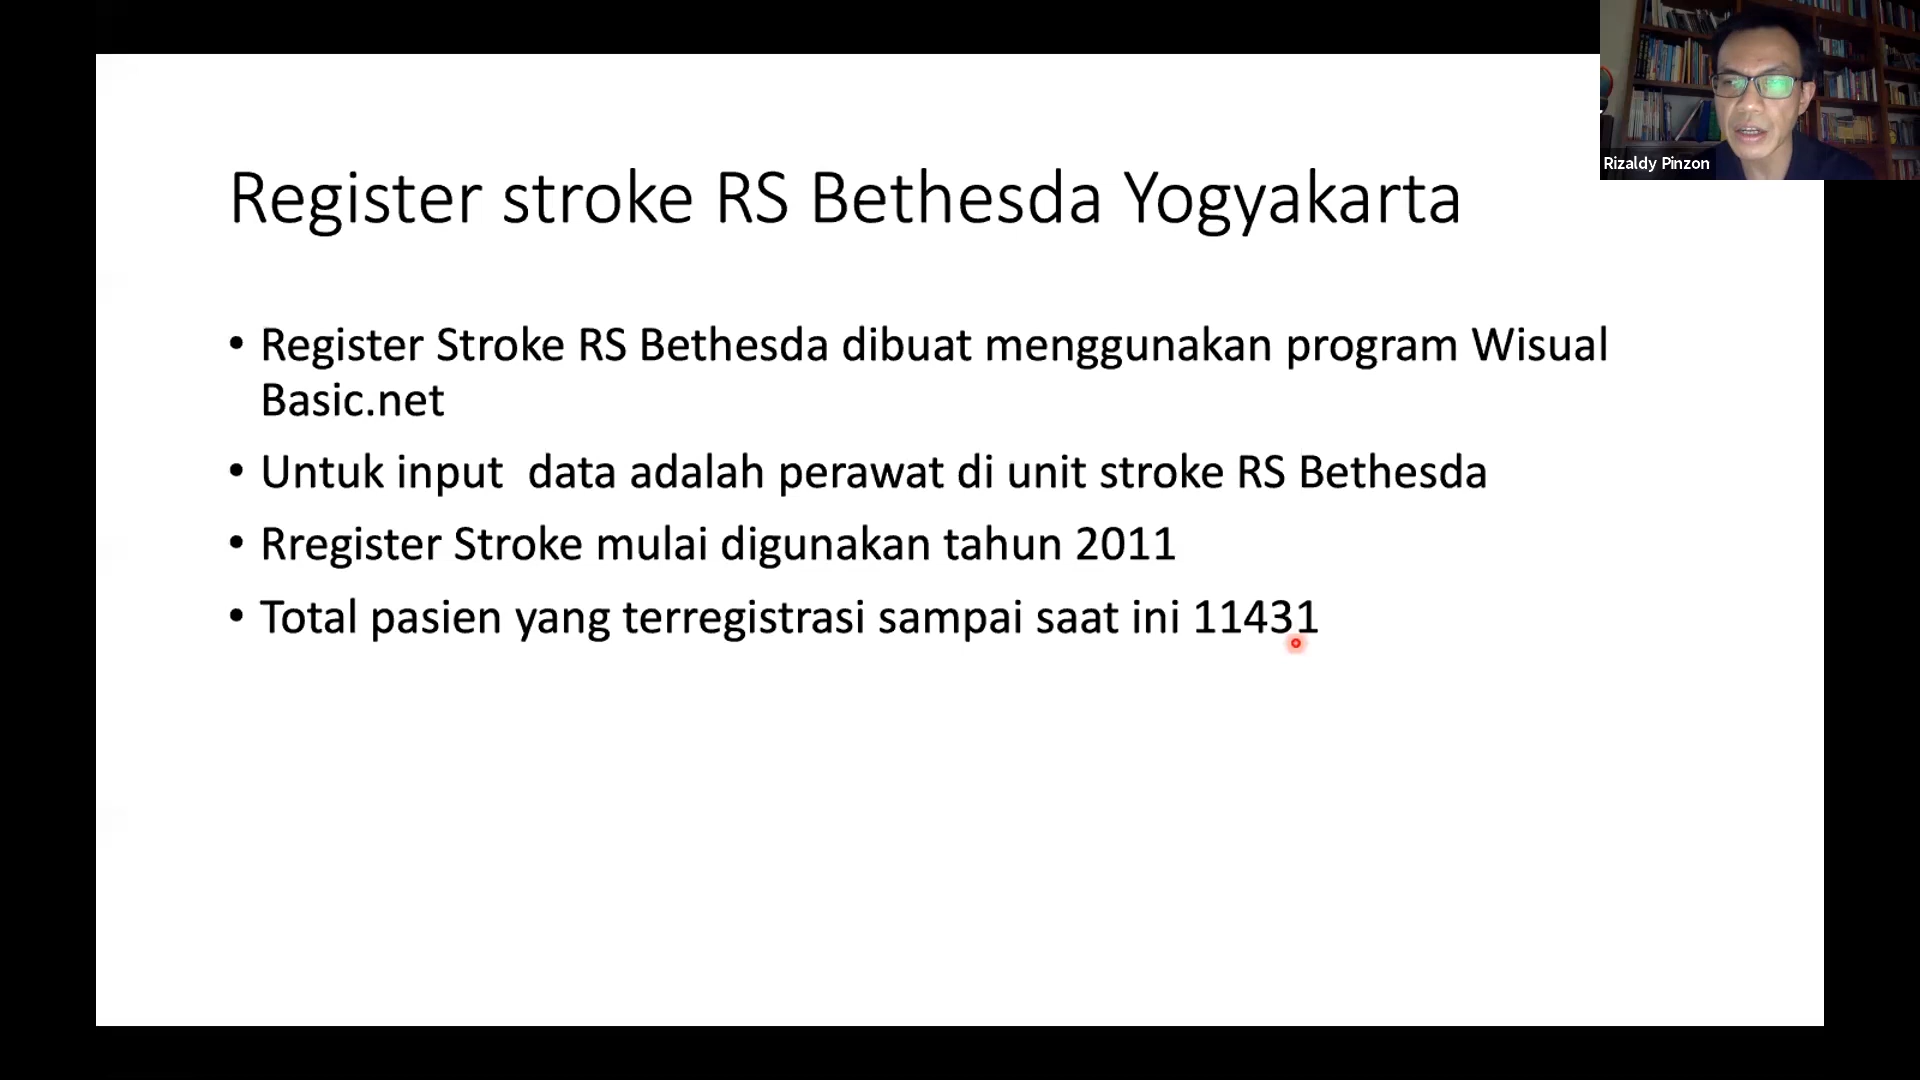 Rizaldy Pinzon
Register stroke RS Bethesda Yogyakarta
• Register Stroke RS Bethesda dibuat menggunakan program Wisual
Basic.net
• Untuk input  data adalah perawat di unit stroke RS Bethesda
• Rregister Stroke mulai digunakan tahun 2011
• Total pasien yang terregistrasi sampai saat ini 11431